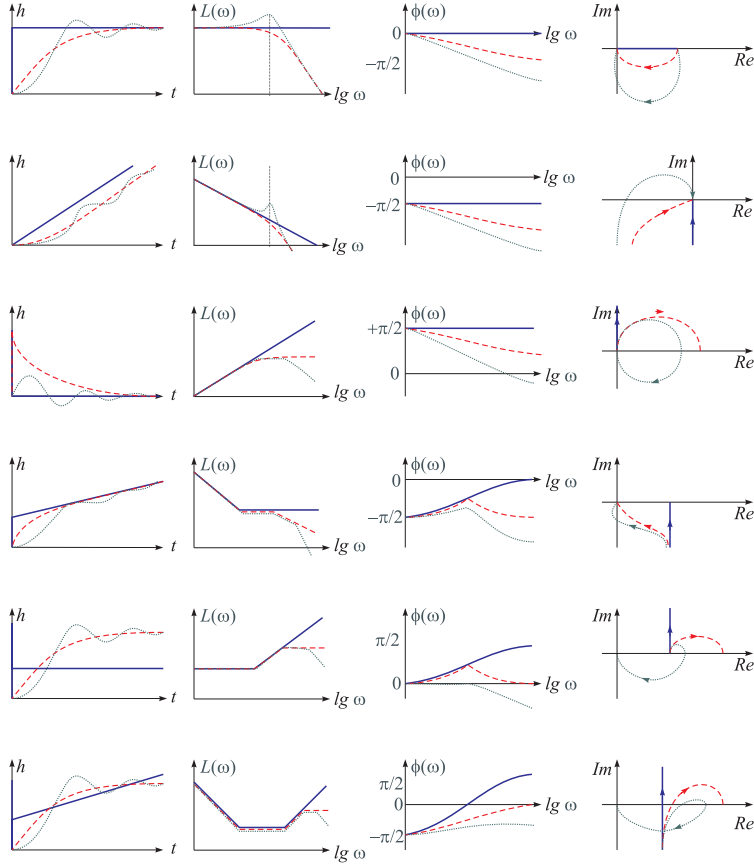 h L(ω) ϕ(ω) Im
0
−π/2
t lg ω lg ω Re
h L(ω) ϕ(ω) Im
0 lg ω
−π/2
t lg ω Re
h L(ω) ϕ(ω) Im
+π/2
0
t lg ω lg ω Re
h L(ω) ϕ(ω) Im
0 lg ω
−π/2
t lg ω Re
h L(ω) ϕ(ω) Im
π/2
0
t lg ω lg ω Re
h L(ω) ϕ(ω) Im
π/2
0 lg ω
−π/2
t lg ω Re